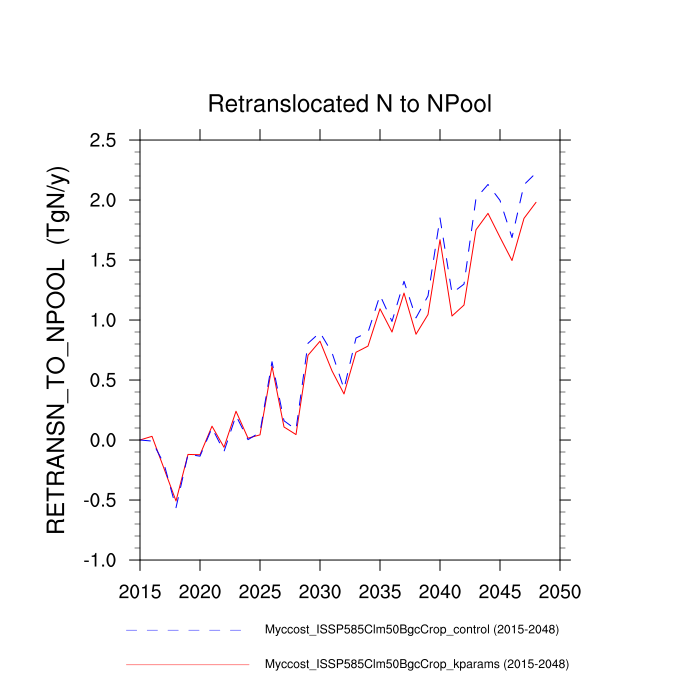 Retranslocated N to NPool
RETRANSN_TO_NPOOL (TgN/y)
2.5
2.0
1.5
1.0
0.5
0.0
-0.5
-1.0
2015 2020 2025 2030 2035 2040 2045 2050
Myccost_ISSP585Clm50BgcCrop_control (2015-2048)
Myccost_ISSP585Clm50BgcCrop_kparams (2015-2048)